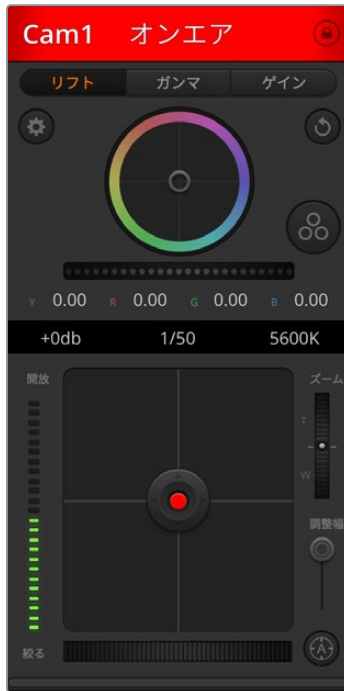 Cam1 オンエア
リフト ガンマ ゲイン
Y 0.00 R 0.00 G 0.00 B 0.00
+0db 1/50 5600K
開放 ズーム
T
W
調整幅
絞る A